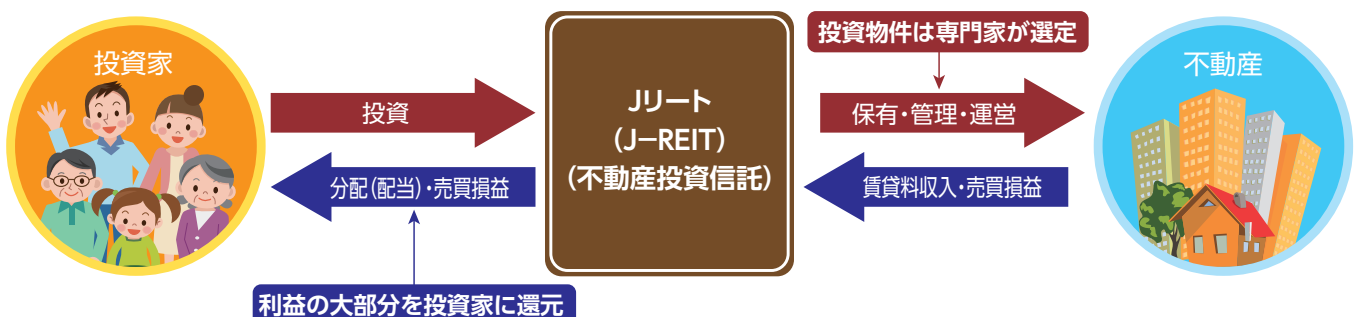 投資家
投資
分配(配当)・売買損益
利益の大部分を投資家に還元
Jリート
(J-REIT)
(不動産投資信託)
投資物件は専門家が選定
保有・管理・運営
賃貸料収入・売買損益
不動産